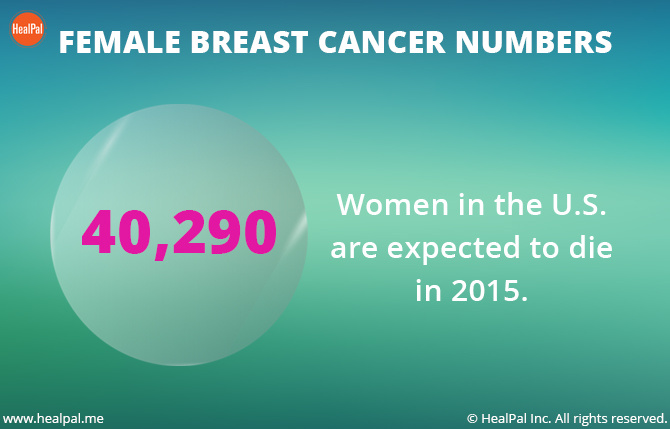 HealPal
FEMALE BREAST CANCER NUMBERS
40,290
Women in the U.S.
are expected to die
in 2015.
www.healpal.me
© HealPal Inc. All rights reserved.